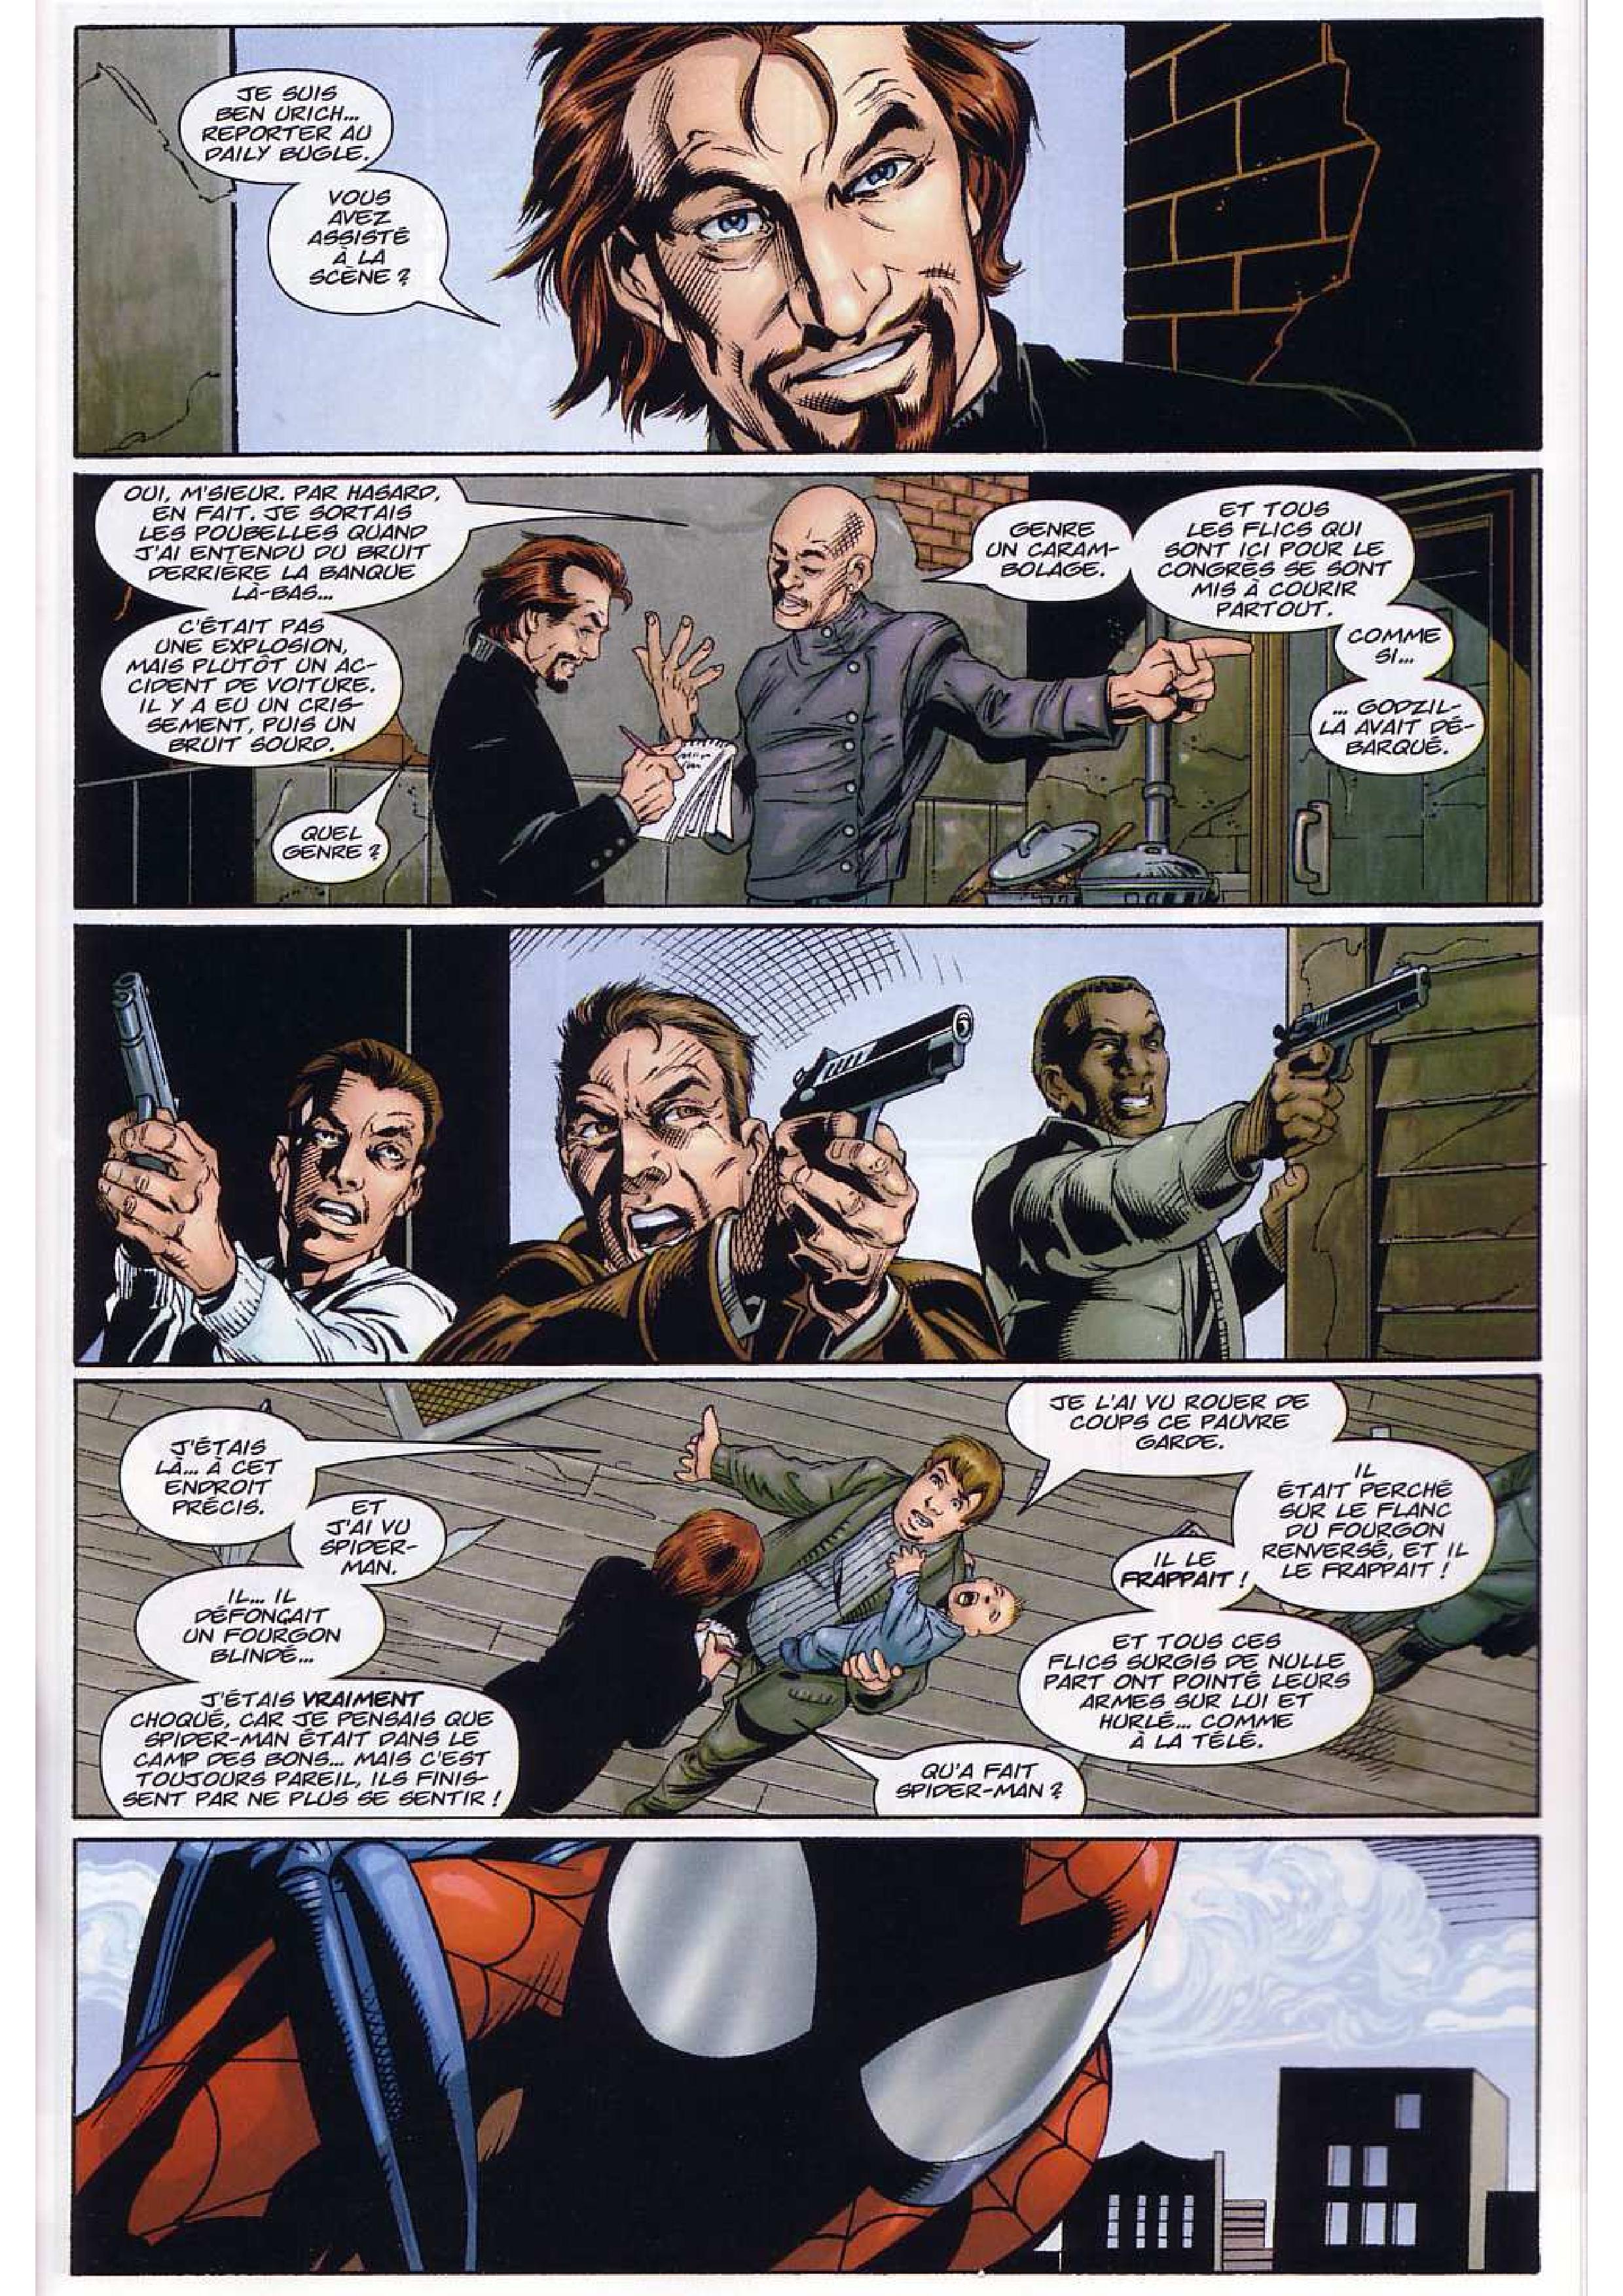 JE SUIS
BEN URICH...
REPORTER AU
DAILY BUGLE.
VOUS
AVEZ
ASSISTÉ
À LA
SCÈNE ?
OUI, M'SIEUR. PAR HASARD,
EN FAIT. JE SORTAIS
LES POUBELLES QUAND
J'AI ENTENDU DU BRUIT
DERRIÈRE LA BANQUE
LÀ-BAS...
C'ÉTAIT PAS
UNE EXPLOSION,
MAIS PLUTÔT UN AC-
CIDENT DE VOITURE.
IL Y A EU UN CRIS-
SEMENT, PUIS UN
BRUIT SOURD.
QUEL
GENRE ?
GENRE
UN CARAM-
BOLAGE.
ET TOUS
LES FLICS QUI
SONT ICI POUR LE
CONGRÈS SE SONT
MIS À COURIR
PARTOUT.
COMME
SI...
... GODZIL-
LA AVAIT DÉ-
BARQUÉ.
J'ÉTAIS
LÀ... À CET
ENDROIT
PRÉCIS.
ET
J'AI VU
SPIDER-
MAN.
IL... IL
DÉFONÇAIT
UN FOURGON
BLINDÉ...
J'ÉTAIS VRAIMENT
CHOQUÉ, CAR JE PENSAIS QUE
SPIDER-MAN ÉTAIT DANS LE
CAMP DES BONS... MAIS C'EST
TOUJOURS PAREIL, ILS FINIS-
SENT PAR NE PLUS SE SENTIR !
JE L'AI VU ROUER DE
COUPS CE PAUVRE
GARDE.
IL
ÉTAIT PERCHÉ
SUR LE FLANC
DU FOURGON
RENVERSÉ, ET IL
LE FRAPPAIT !
IL LE
FRAPPAIT !
ET TOUS CES
FLICS SURGIS DE NULLE
PART ONT POINTÉ LEURS
ARMES SUR LUI ET
HURLÉ... COMME
À LA TÉLÉ.
QU'A FAIT
SPIDER-MAN ?